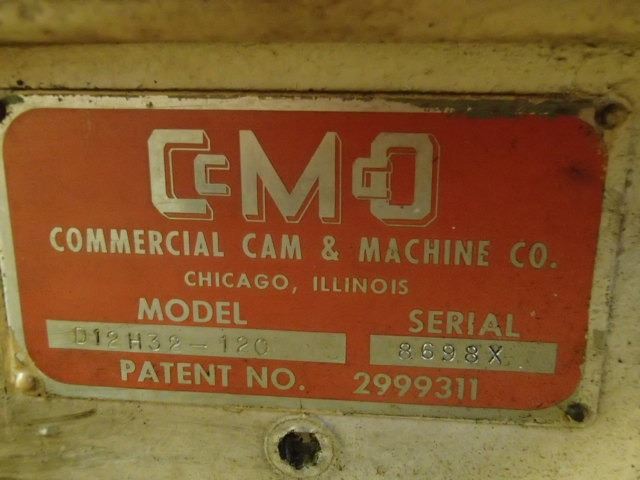 CCMCO
COMMERCIAL CAM & MACHINE CO.
CHICAGO, ILLINOIS
MODEL SERIAL
D12H32-120 8698X
PATENT NO. 2999311